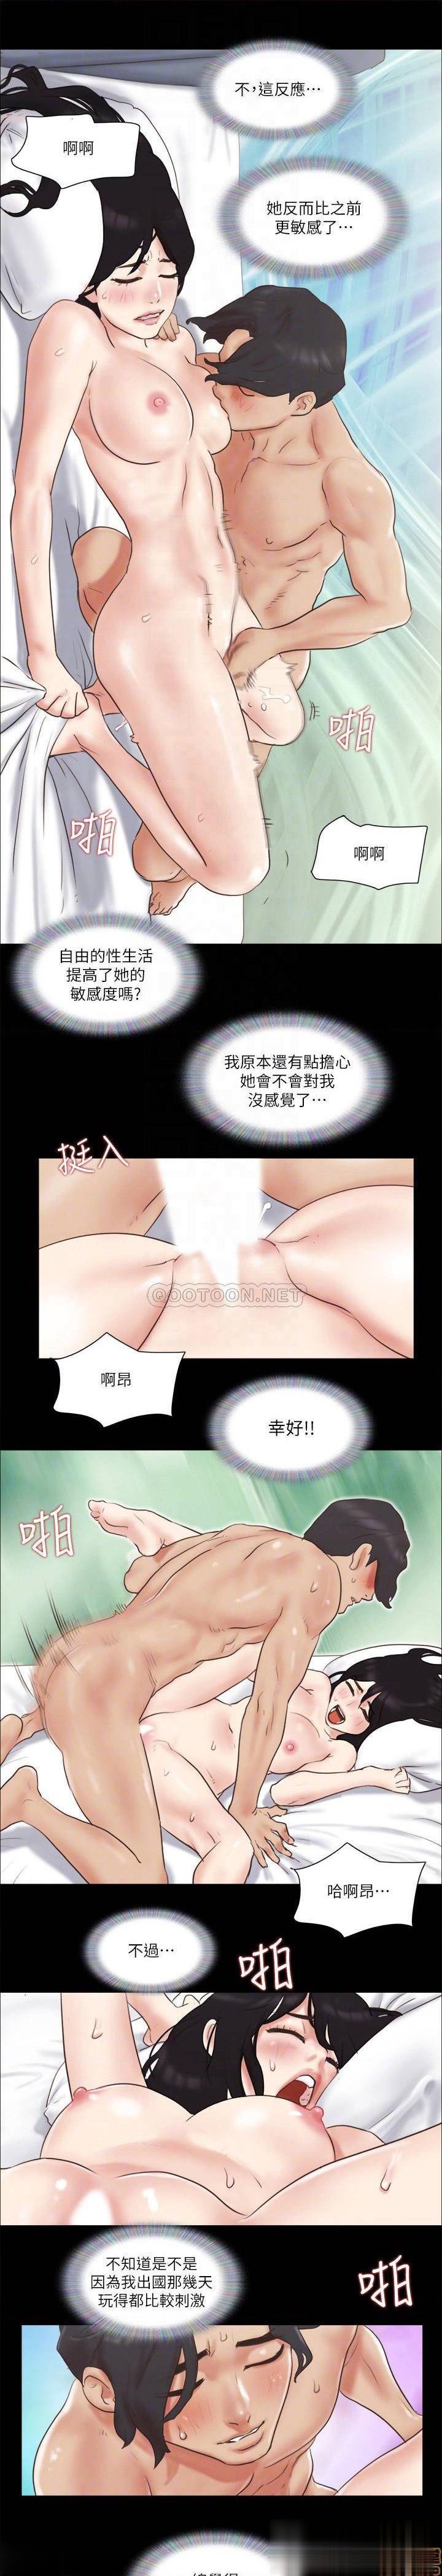 不，這反應…
啊啊
她反而比之前
更敏感了…
啪
啪
啊啊
自由的性生活
提高了她的
敏感度嗎?
我原本還有點擔心
她會不會對我
沒感覺了…
挺入
QOOTOON.NET
啊昂
幸好!!
啪
哈啊昂…
不過…
啪
不知道是不是
因為我出國那幾天
玩得都比較刺激
啪